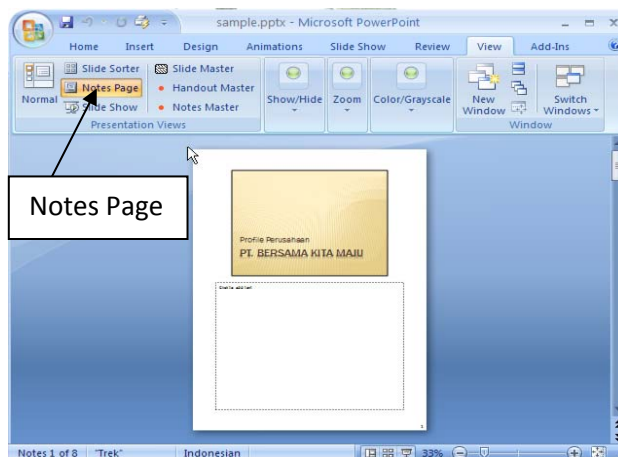 sample.pptx - Microsoft PowerPoint
Home Insert Design Animations Slide Show Review View Add-Ins
Normal
Slide Sorter
Notes Page
Slide Show
Slide Master
Handout Master
Notes Master
Presentation Views
Show/Hide
Zoom
Color/Grayscale
New
Window
Switch
Windows
Window
Notes Page
Profile Perusahaan
PT. BERSAMA KITA MAJU
Notes 1 of 8 "Trek" Indonesian 33%